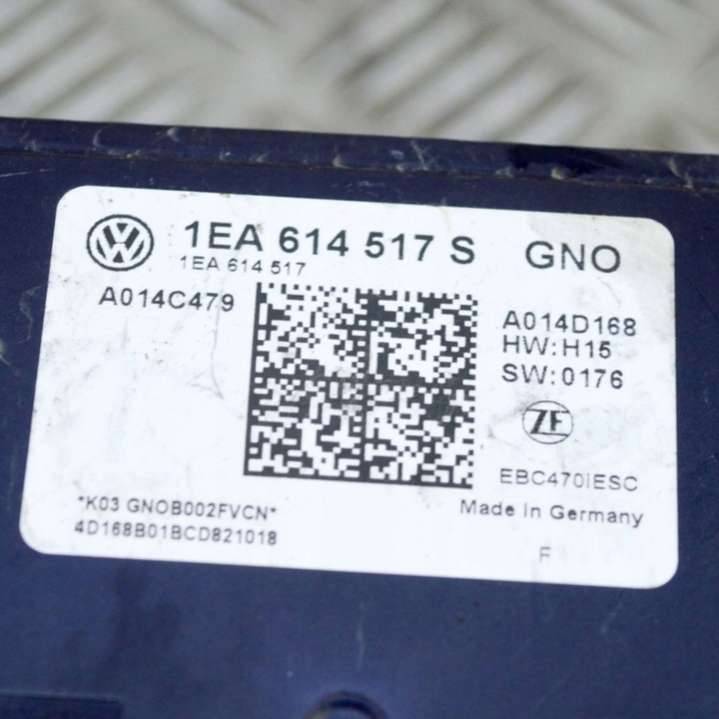 VW
1EA 614 517 S GNO
1EA 614 517
A014C479
A014D168
HW:H15
SW:0176
ZF
EBC470IESC
Made in Germany
*K03 GNOB002FVCN*
4D168B01BCD821018
F